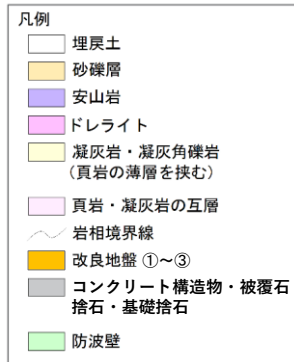 凡例
埋戻土
砂礫層
安山岩
ドレライト
凝灰岩・凝灰角礫岩
(頁岩の薄層を挟む)
頁岩・凝灰岩の互層
岩相境界線
改良地盤 ①～③
コンクリート構造物・被覆石
捨石・基礎捨石
防波壁